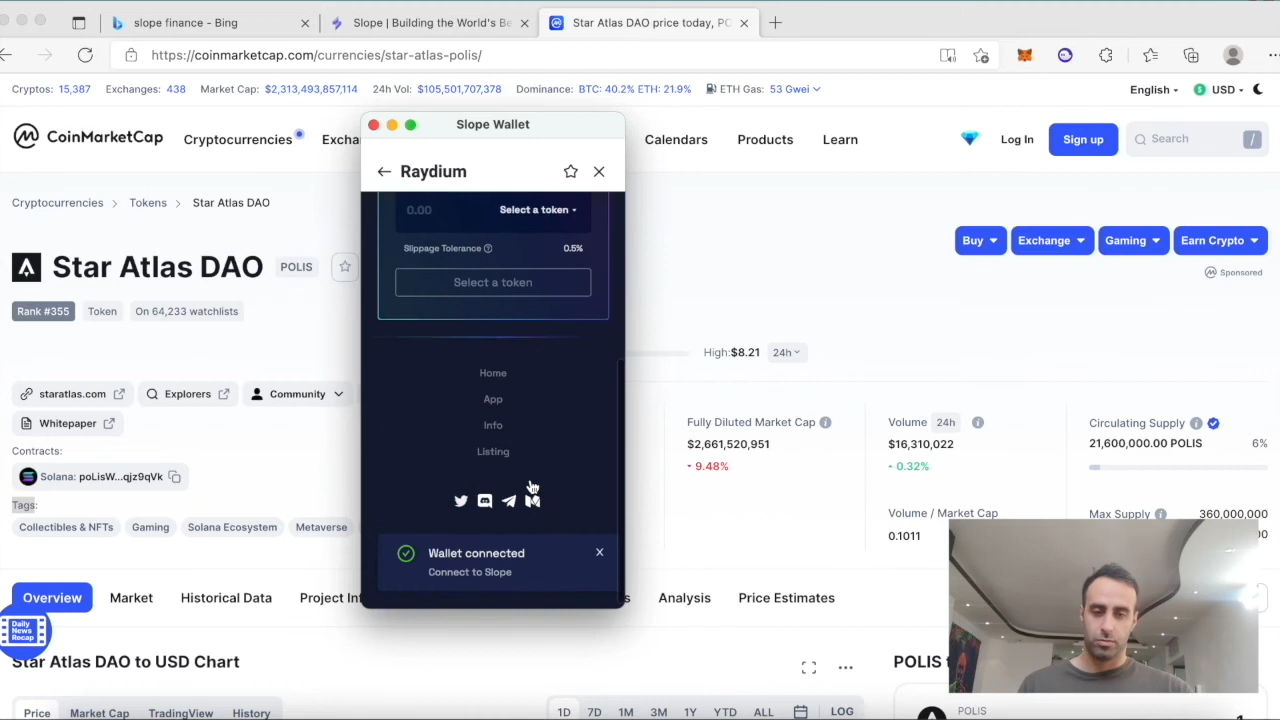 slope finance - Bing
Slope | Building the World's Be
Star Atlas DAO price today, PO
https://coinmarketcap.com/currencies/star-atlas-polis/
Cryptos: 15,387 Exchanges: 438 Market Cap: $2,313,493,857,114 24h Vol: $105,501,707,378 Dominance: BTC: 40.2% ETH: 21.9% ETH Gas: 53 Gwei
English USD
CoinMarketCap
Cryptocurrencies
Excha
Calendars
Products
Learn
Log In
Sign up
Search
/
Slope Wallet
Raydium
Cryptocurrencies > Tokens > Star Atlas DAO
Star Atlas DAO
POLIS
Buy
Exchange
Gaming
Earn Crypto
Sponsored
Rank #355
Token
On 64,233 watchlists
0.00
Select a token
Slippage Tolerance
0.5%
Select a token
High:$8.21
24h
staratlas.com
Explorers
Community
Whitepaper
Contracts:
Solana: poLisW...qjz9qVk
Tags:
Collectibles & NFTs
Gaming
Solana Ecosystem
Metaverse
Home
App
Info
Listing
Wallet connected
Connect to Slope
Fully Diluted Market Cap
$2,661,520,951
9.48%
Volume 24h
$16,310,022
0.32%
Volume / Market Cap
0.1011
Circulating Supply
21,600,000.00 POLIS
6%
Max Supply
360,000,000
Overview
Market
Historical Data
Project Inf
s
Analysis
Price Estimates
Daily
News
Recap
Star Atlas DAO to USD Chart
POLIS t
Price
Market Cap
TradingView
History
1D
7D
1M
3M
1Y
YTD
ALL
LOG
POLIS